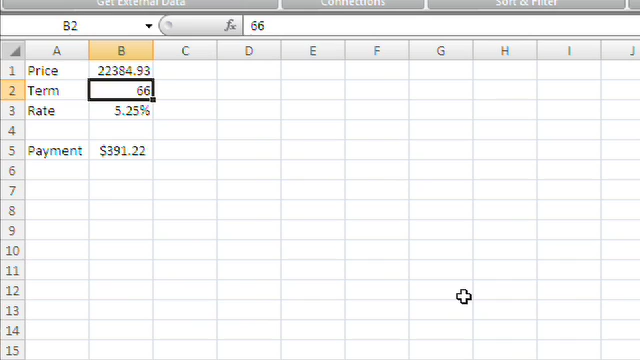 Get External Data Connections Sort & Filter
B2 fx 66
A B C D E F G H I J
1 Price 22384.93
2 Term 66
3 Rate 5.25%
4
5 Payment $391.22
6
7
8
9
10
11
12
13
14
15